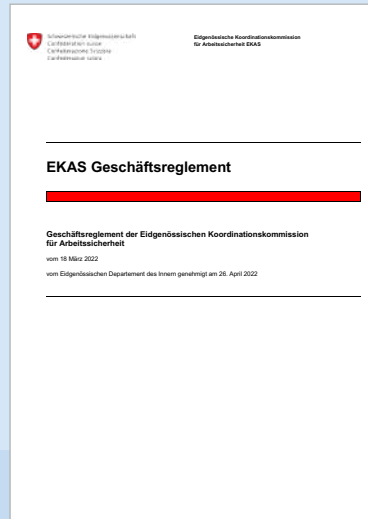 Schweizerische Eidgenossenschaft
Confédération suisse
Confederazione Svizzera
Confederaziun svizra
Eidgenössische Koordinationskommission
für Arbeitssicherheit EKAS
EKAS Geschäftsreglement
Geschäftsreglement der Eidgenössischen Koordinationskommission
für Arbeitssicherheit
vom 18 März 2022
vom Eidgenössischen Departement des Innern genehmigt am 26. April 2022